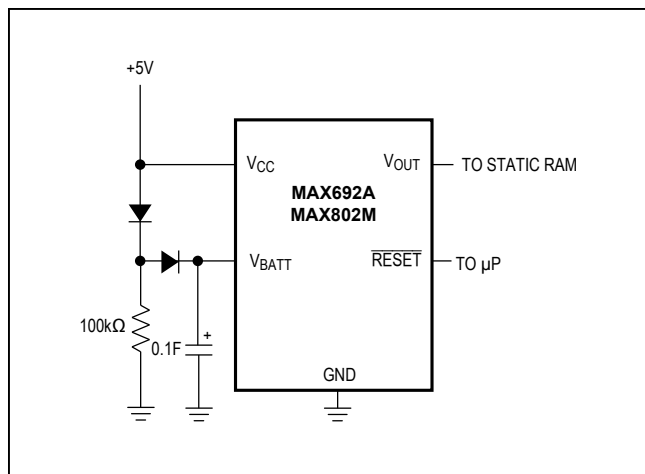 +5V
VCC
VOUT
TO STATIC RAM
MAX692A
MAX802M
VBATT
RESET
TO µP
100kΩ
0.1F
+
GND